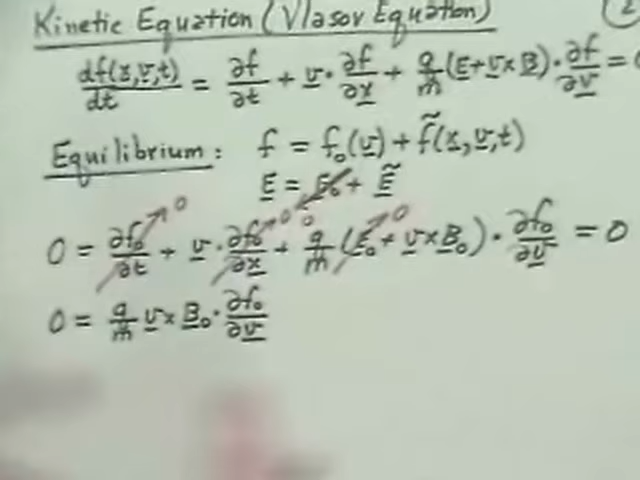 Kinetic Equation (Vlasov Equation) 2
df(x,v,t)/dt = ∂f/∂t + v·∂f/∂x + q/m (E+v×B)·∂f/∂v = 0
Equilibrium: f = f₀(v) + f̃(x,v,t)
E = E₀ + Ẽ
0 = ∂f₀/∂t + v·∂f₀/∂x + q/m (E₀ + v×B₀)·∂f₀/∂v = 0
0 = q/m v×B₀·∂f₀/∂v